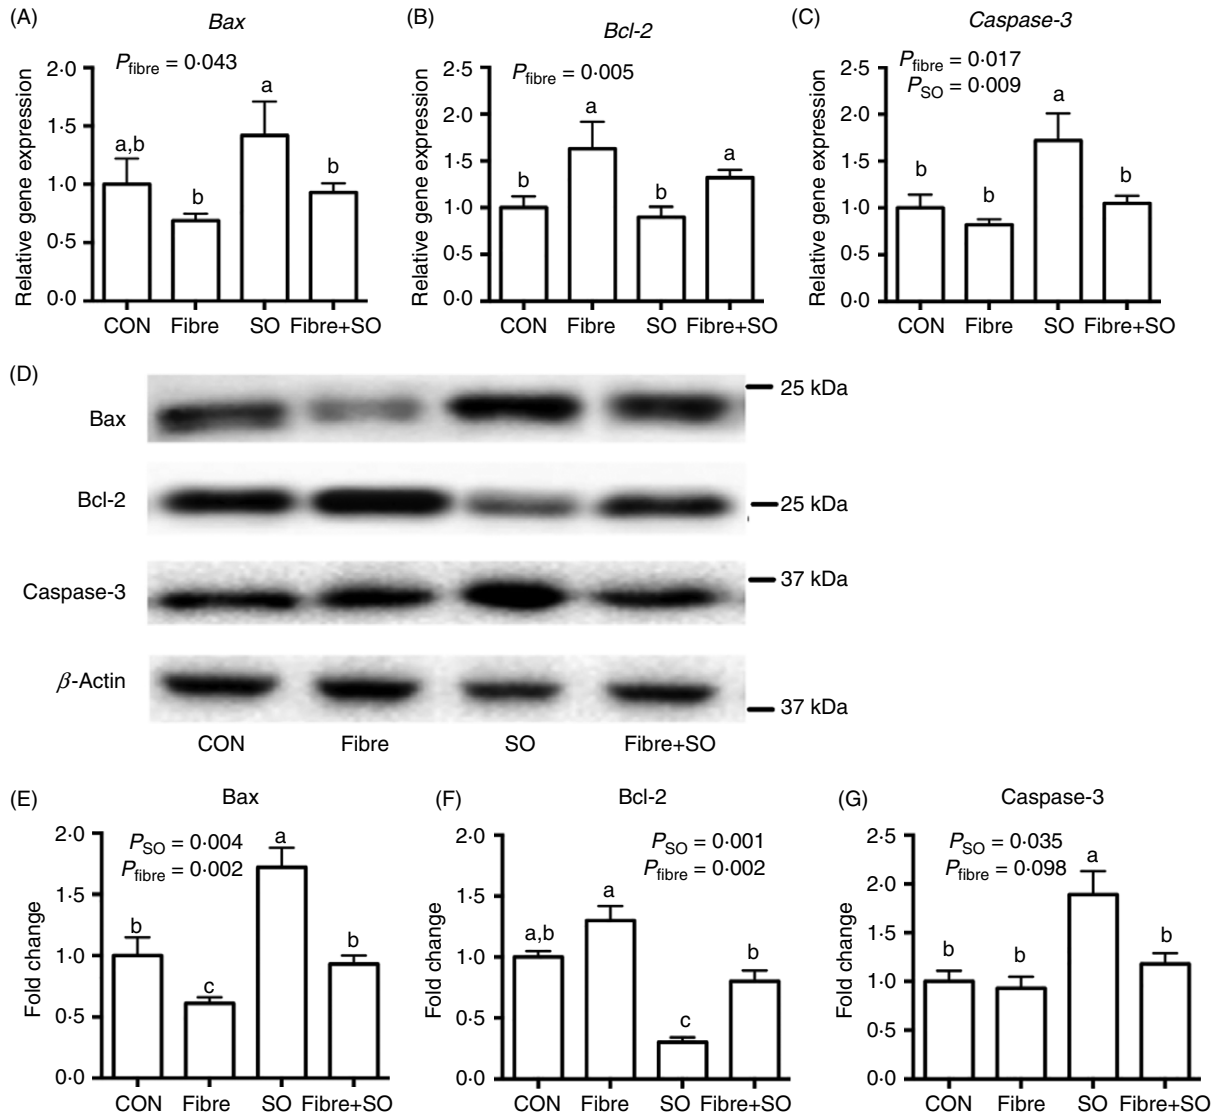 (A)
Bax
P fibre = 0·043
Relative gene expression
2·0
1·5
1·0
0·5
0·0
a,b
b
a
b
CON Fibre SO Fibre+SO
(B)
Bcl-2
P fibre = 0·005
Relative gene expression
2·5
2·0
1·5
1·0
0·5
0·0
b
a
b
a
CON Fibre SO Fibre+SO
(C)
Caspase-3
P fibre = 0·017
P SO = 0·009
Relative gene expression
2·5
2·0
1·5
1·0
0·5
0·0
b
b
a
b
CON Fibre SO Fibre+SO
(D)
Bax
25 kDa
Bcl-2
25 kDa
Caspase-3
37 kDa
β-Actin
37 kDa
CON Fibre SO Fibre+SO
(E)
Bax
P SO = 0·004
P fibre = 0·002
Fold change
2·0
1·5
1·0
0·5
0·0
b
c
a
b
CON Fibre SO Fibre+SO
(F)
Bcl-2
P SO = 0·001
P fibre = 0·002
Fold change
2·0
1·5
1·0
0·5
0·0
a,b
a
c
b
CON Fibre SO Fibre+SO
(G)
Caspase-3
P SO = 0·035
P fibre = 0·098
Fold change
2·5
2·0
1·5
1·0
0·5
0·0
b
b
a
b
CON Fibre SO Fibre+SO